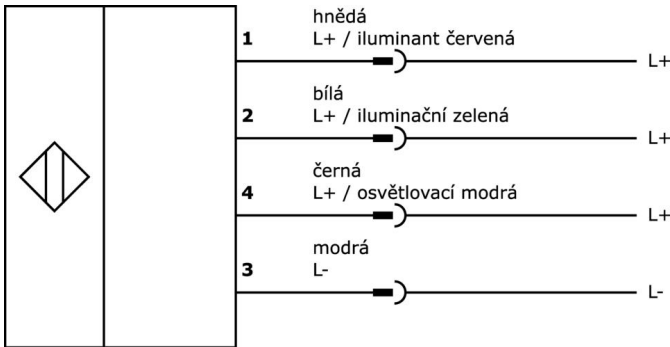 hnědá
1 L+ / iluminant červená
L+
bílá
2 L+ / iluminační zelená
L+
černá
4 L+ / osvětlovací modrá
L+
modrá
3 L-
L-